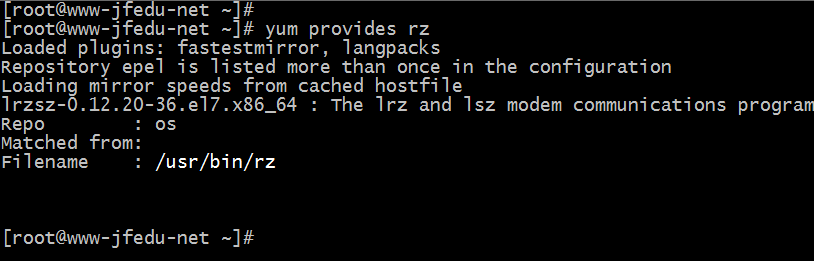 [root@www-jfedu-net ~]#
[root@www-jfedu-net ~]# yum provides rz
Loaded plugins: fastestmirror, langpacks
Repository epel is listed more than once in the configuration
Loading mirror speeds from cached hostfile
lrzsz-0.12.20-36.el7.x86_64 : The lrz and lsz modem communications program
Repo        : os
Matched from:
Filename    : /usr/bin/rz
[root@www-jfedu-net ~]#